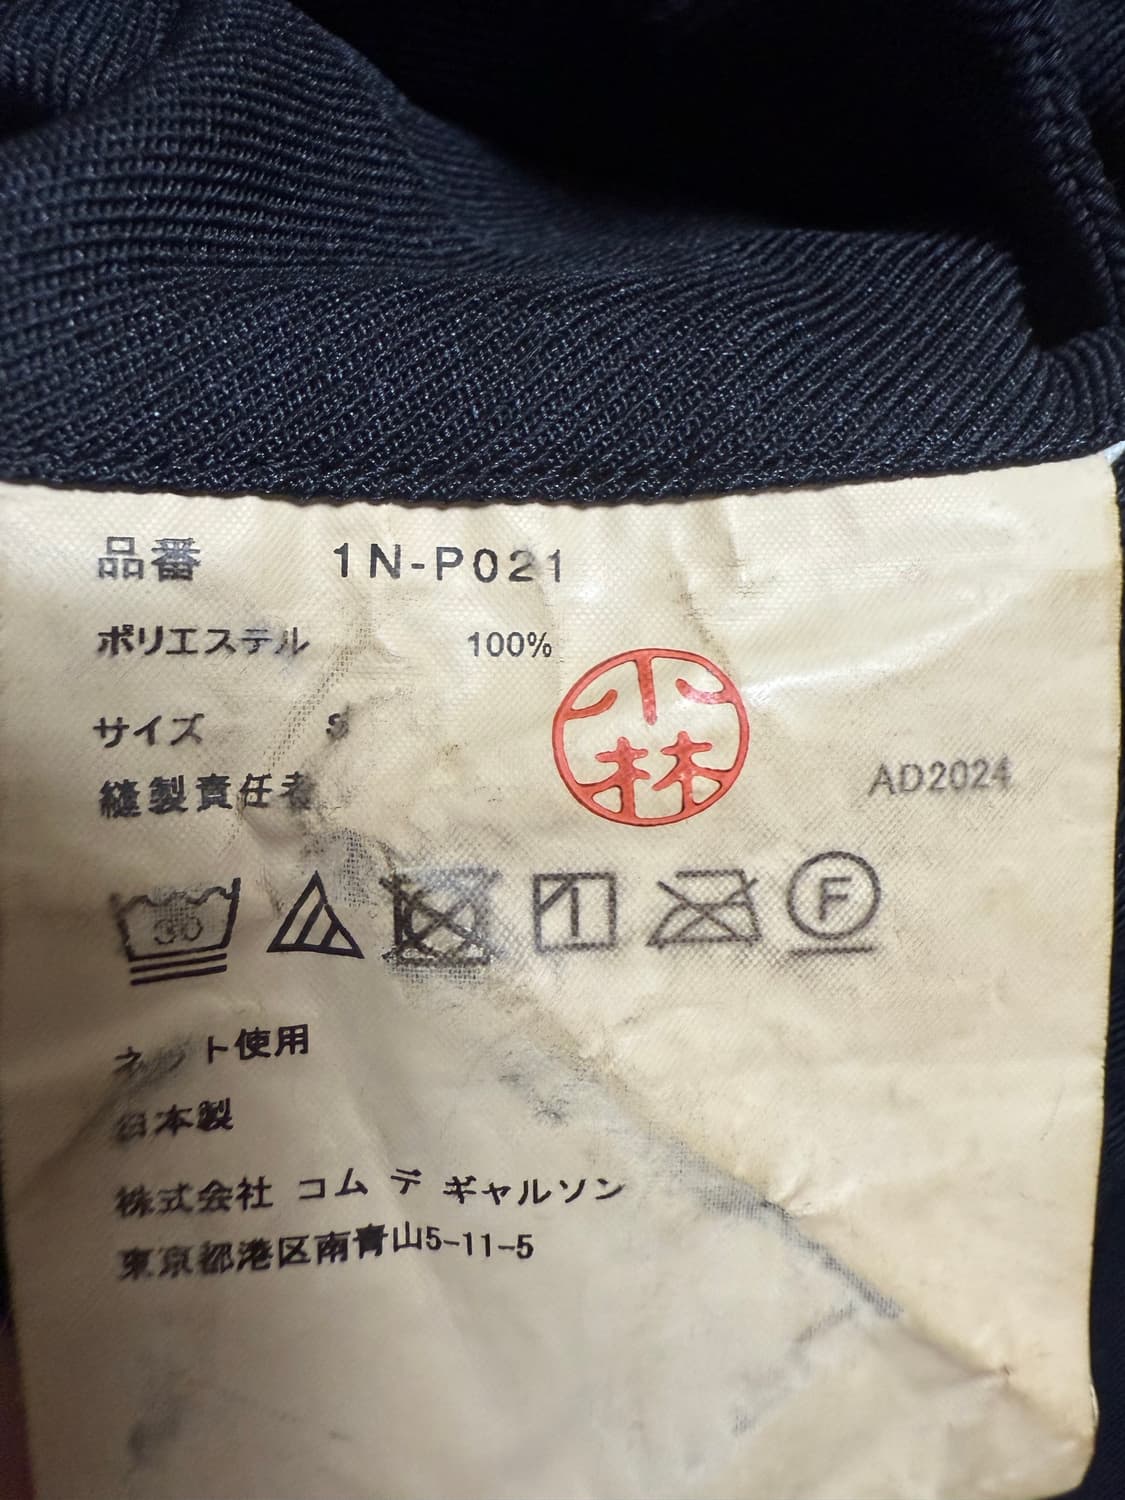 品番 1N-P021
ポリエステル 100%
サイズ S
縫製責任者 小林 AD2024
30 F
ネット使用
日本製
株式会社 コム デ ギャルソン
東京都港区南青山5-11-5